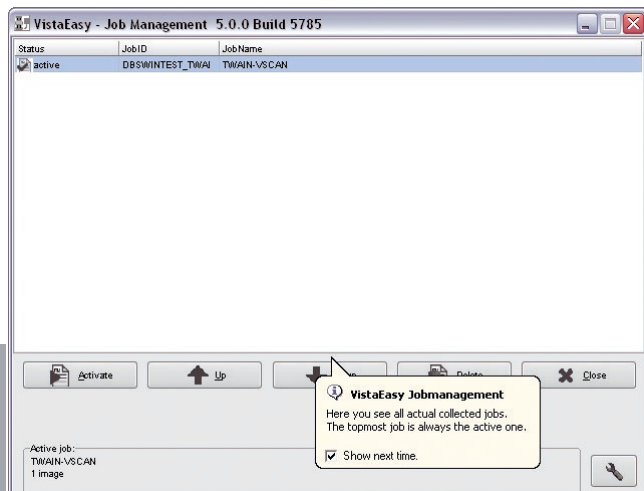 VistaEasy - Job Management 5.0.0 Build 5785
Status JobID JobName
active DBSWINTEST_TWAI TWAIN-VSCAN
Activate Up Delete Close
VistaEasy Jobmanagement
Here you see all actual collected jobs.
The topmost job is always the active one.
Show next time.
Active job:
TWAIN-VSCAN
1 image